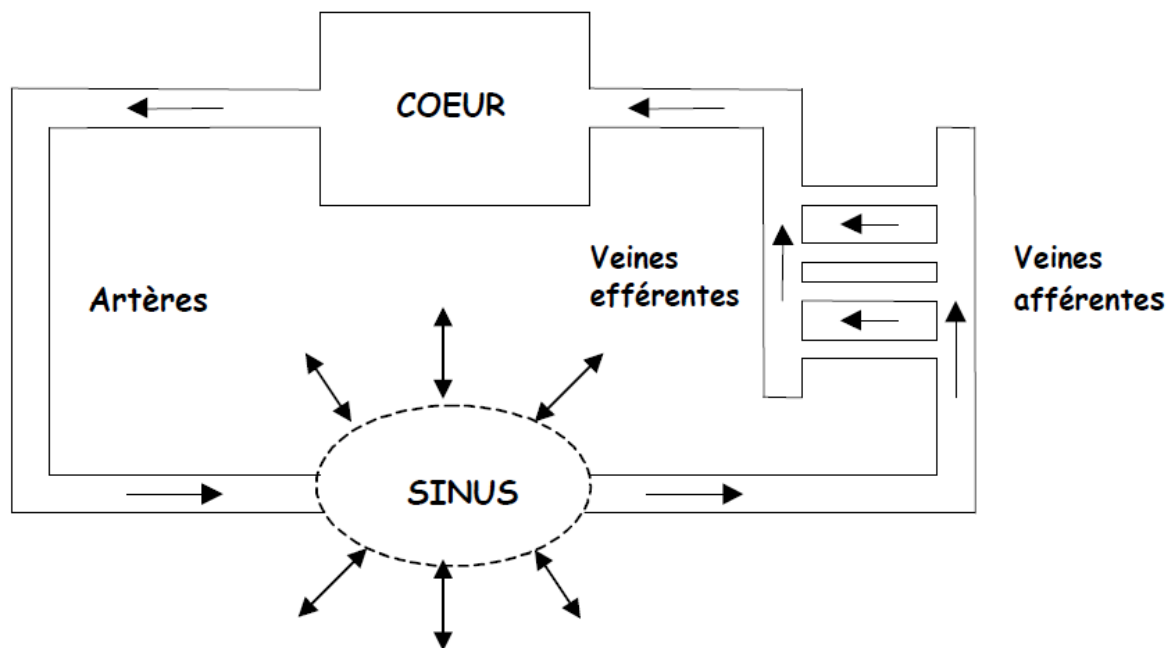 COEUR
Artères
Veines
efférentes
Veines
afférentes
SINUS